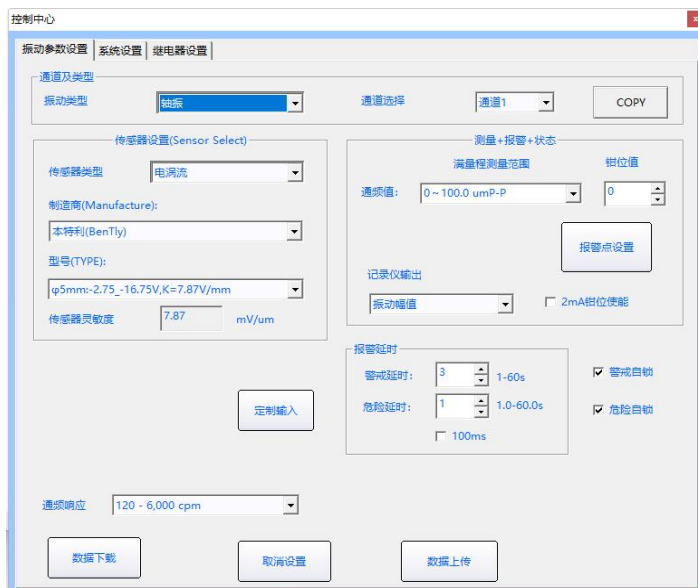 控制中心
振动参数设置 系统设置 继电器设置
通道及类型
振动类型 轴振 通道选择 通道1 COPY
传感器设置(Sensor Select)
传感器类型 电涡流
制造商(Manufacture):
本特利(BenTly)
型号(TYPE):
φ5mm:-2.75_-16.75V,K=7.87V/mm
传感器灵敏度 7.87 mV/um
测量+报警+状态
满量程测量范围 钳位值
通频值: 0~100.0 umP-P 0
报警点设置
记录仪输出
振动幅值 2mA钳位使能
报警延时
警戒延时: 3 1-60s 警戒自锁
危险延时: 1 1.0-60.0s 危险自锁
100ms
定制输入
通频响应 120 - 6,000 cpm
数据下载 取消设置 数据上传